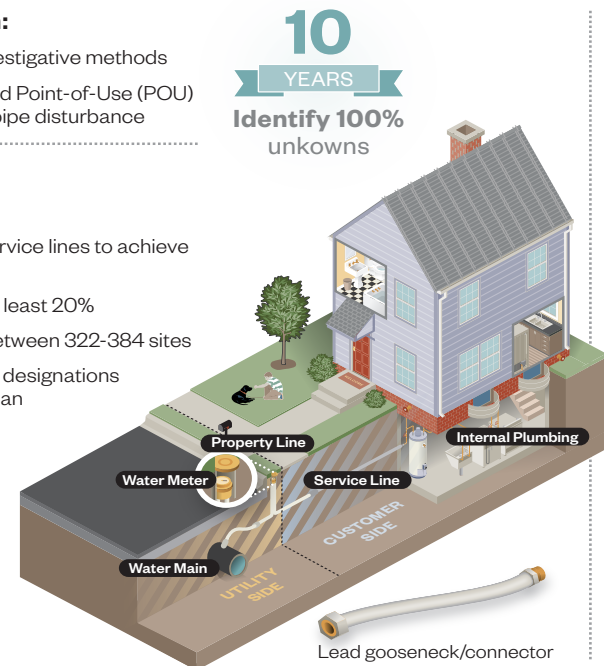 :
estigative methods
d Point-of-Use (POU)
pipe disturbance
10
YEARS
Identify 100%
unkowns
rvice lines to achieve
least 20%
etween 322-384 sites
designations
an
Property Line
Internal Plumbing
Water Meter
Service Line
CUSTOMER
SIDE
Water Main
UTILITY
SIDE
Lead gooseneck/connector